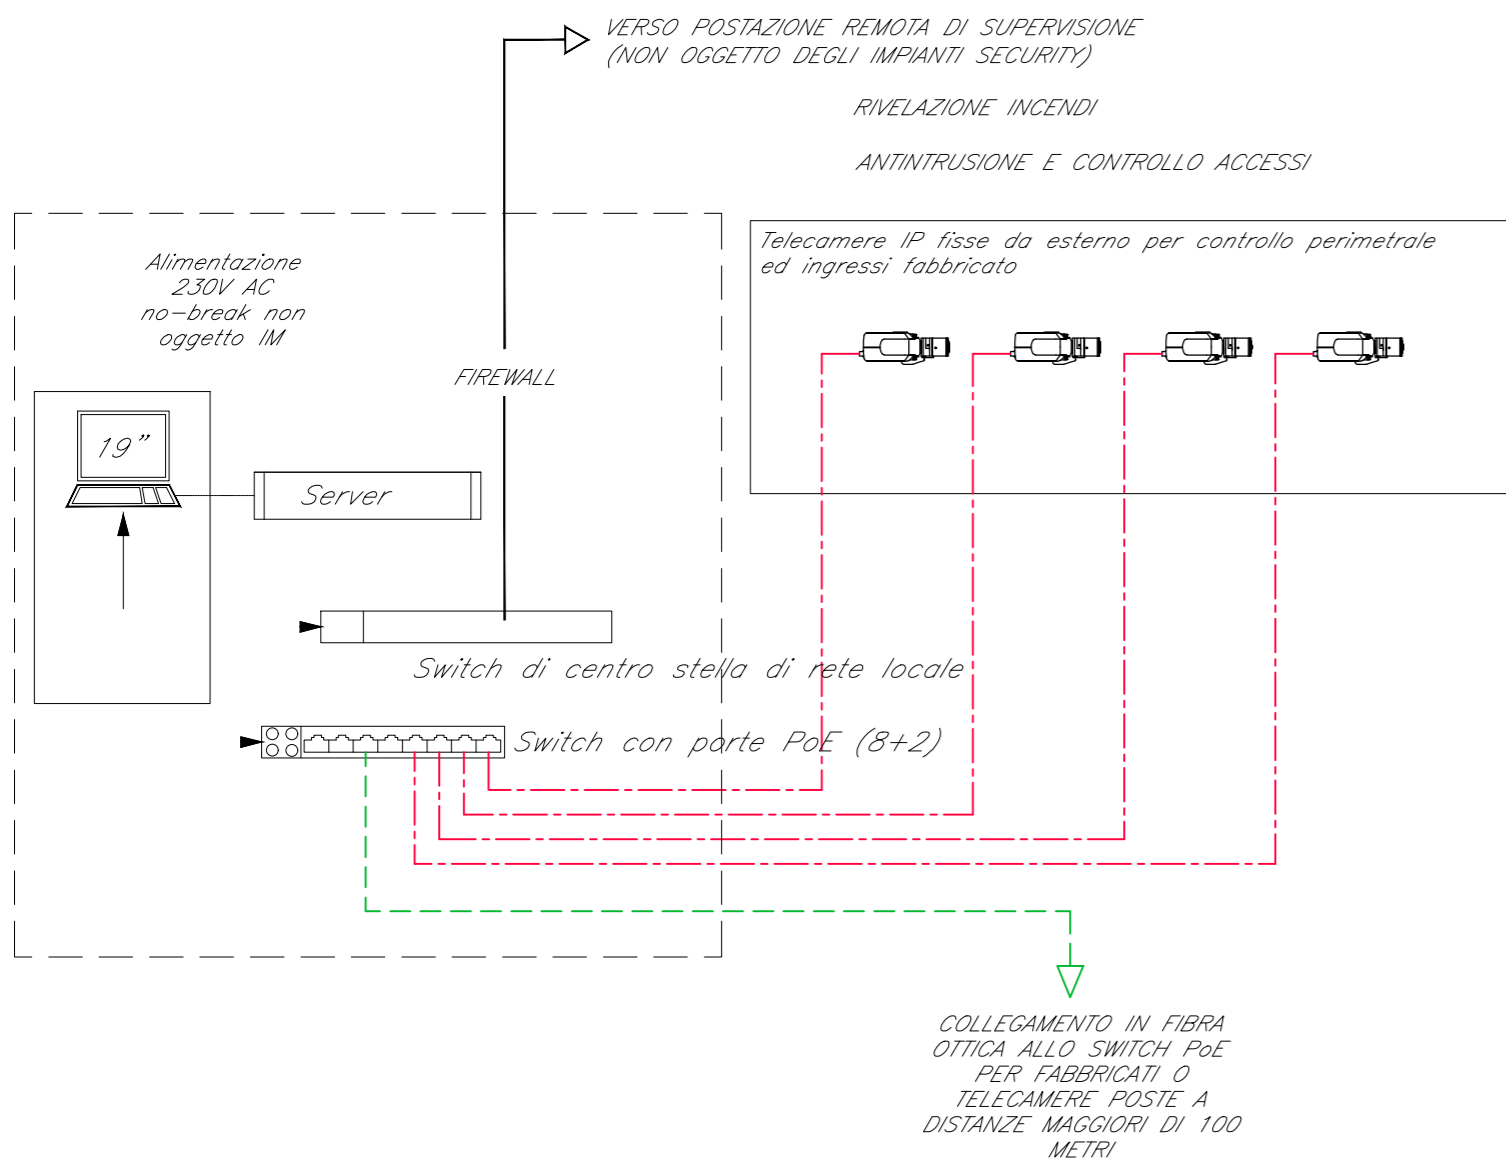 VERSO POSTAZIONE REMOTA DI SUPERVISIONE
(NON OGGETTO DEGLI IMPIANTI SECURITY)
RIVELAZIONE INCENDI
ANTINTRUSIONE E CONTROLLO ACCESSI
Telecamere IP fisse da esterno per controllo perimetrale
ed ingressi fabbricato
Alimentazione
230V AC
no-break non
oggetto IM
FIREWALL
19"
Server
Switch di centro stella di rete locale
Switch con porte PoE (8+2)
COLLEGAMENTO IN FIBRA
OTTICA ALLO SWITCH PoE
PER FABBRICATI O
TELECAMERE POSTE A
DISTANZE MAGGIORI DI 100
METRI